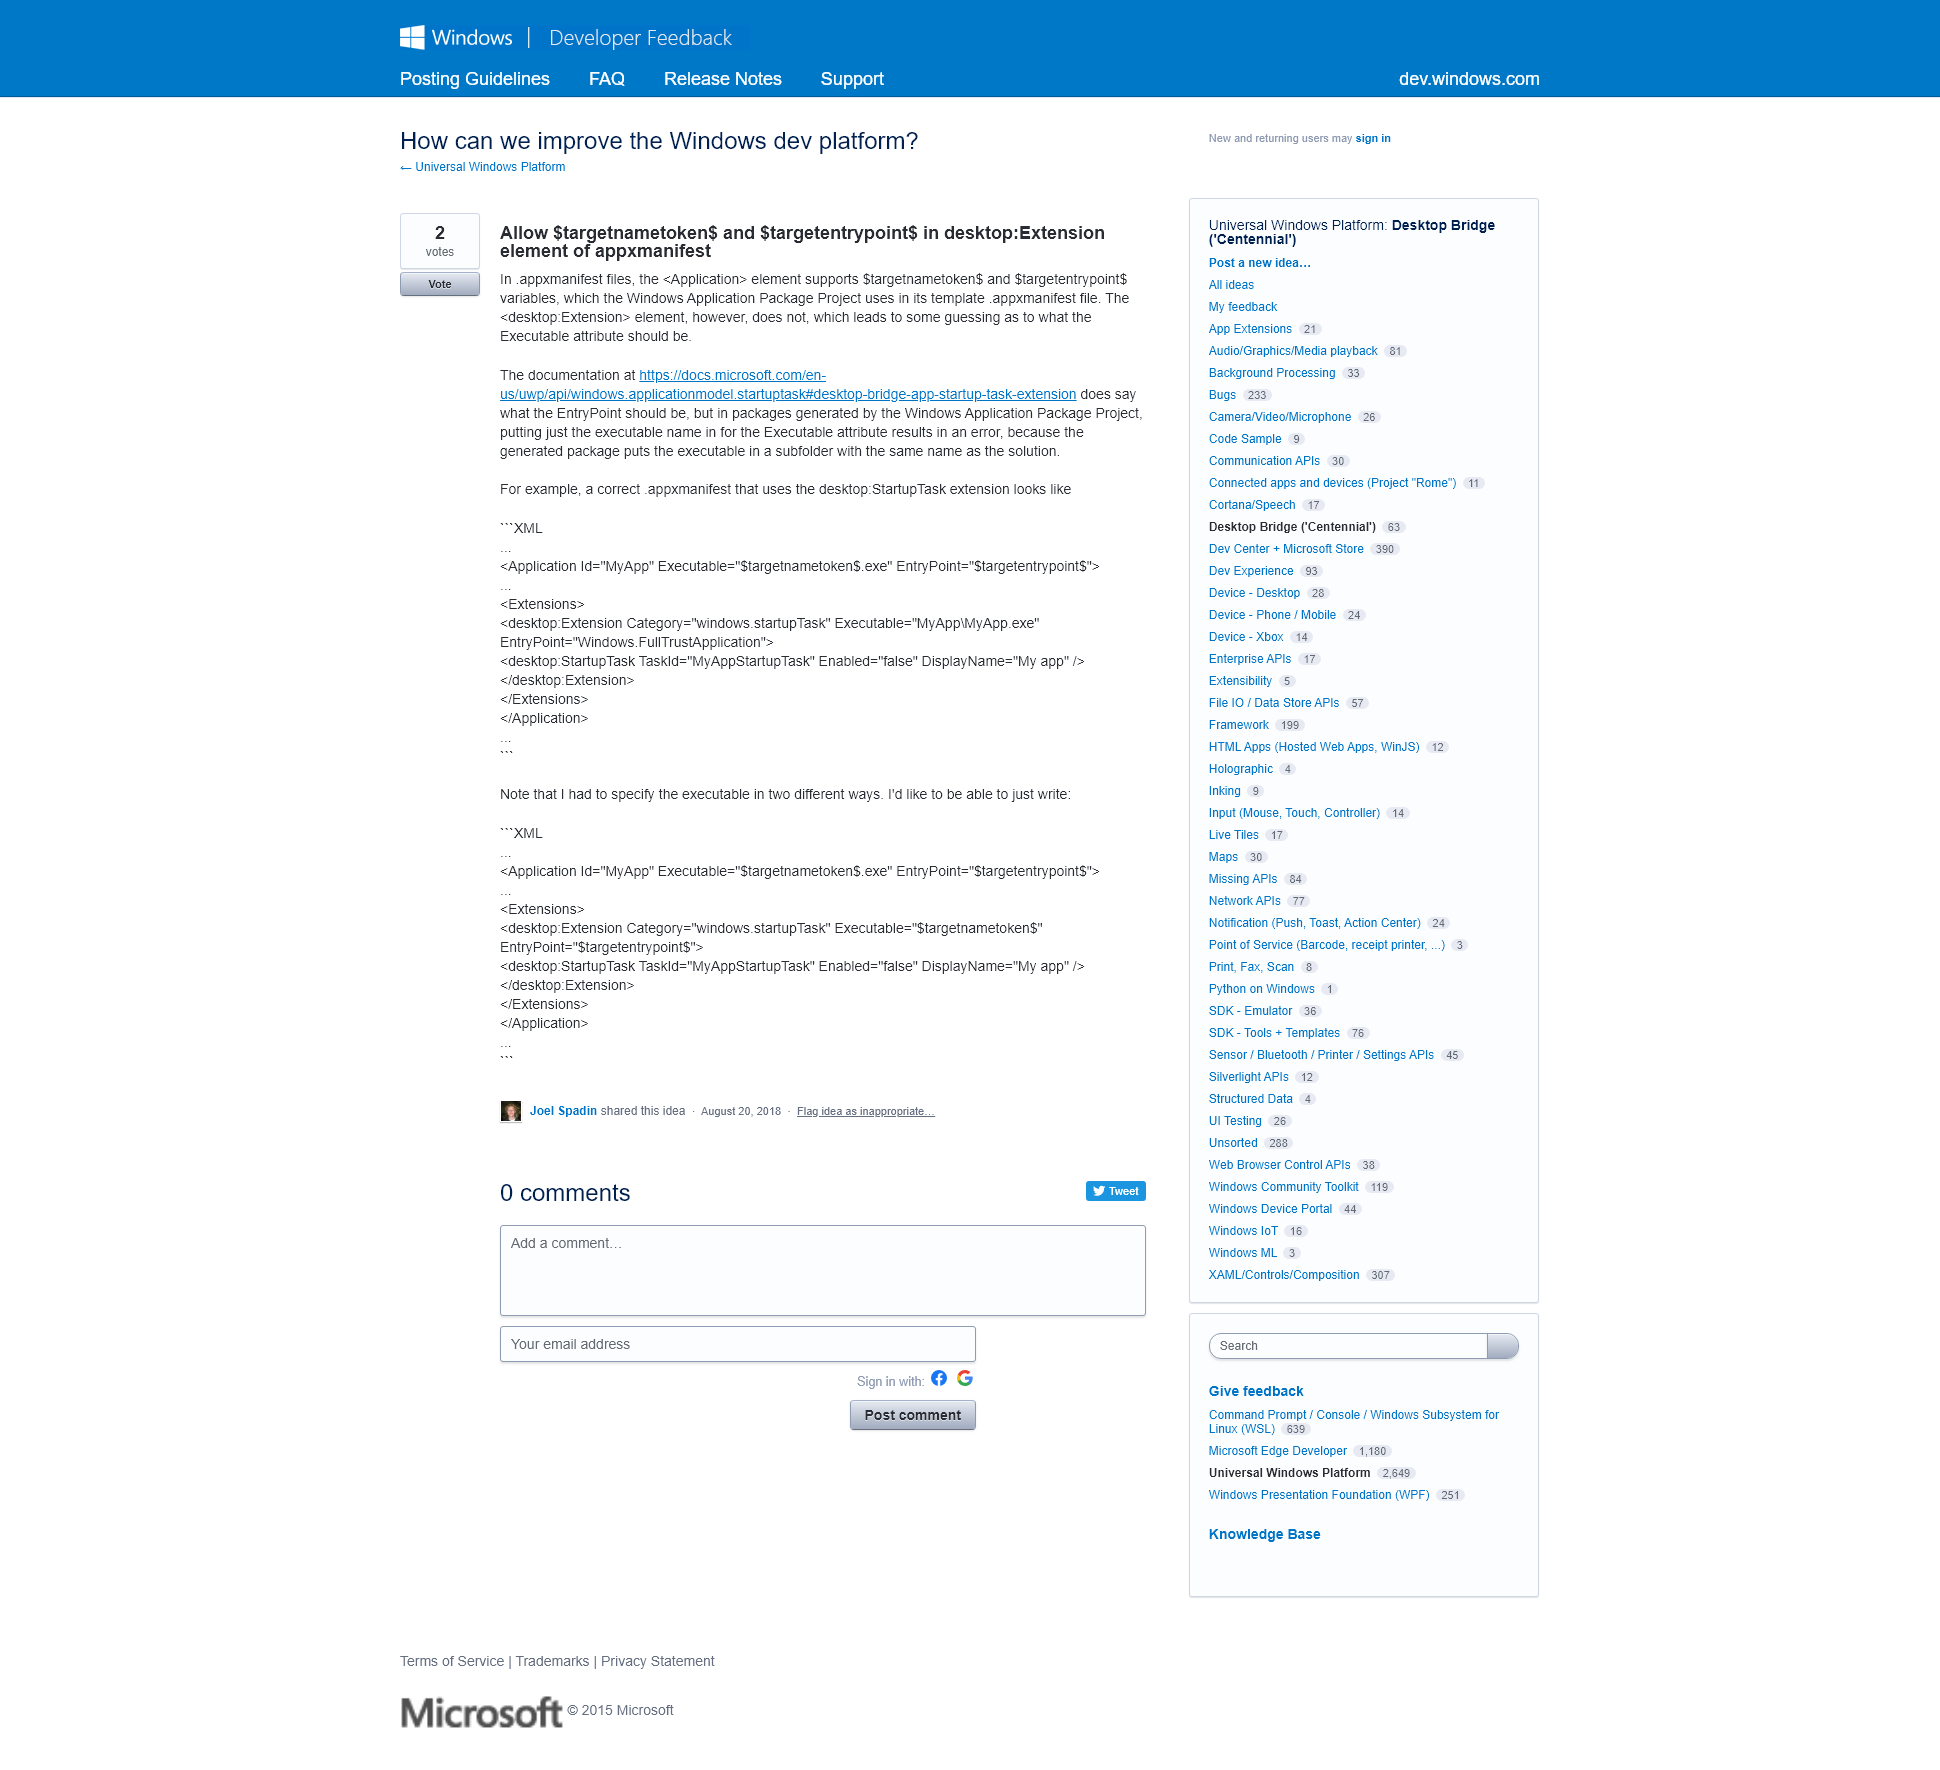 Windows | Developer Feedback
Posting Guidelines FAQ Release Notes Support dev.windows.com
How can we improve the Windows dev platform?
← Universal Windows Platform
New and returning users may sign in
2
votes
Vote
Allow $targetnametoken$ and $targetentrypoint$ in desktop:Extension
element of appxmanifest
In .appxmanifest files, the <Application> element supports $targetnametoken$ and $targetentrypoint$
variables, which the Windows Application Package Project uses in its template .appxmanifest file. The
<desktop:Extension> element, however, does not, which leads to some guessing as to what the
Executable attribute should be.
The documentation at https://docs.microsoft.com/en-
us/uwp/api/windows.applicationmodel.startuptask#desktop-bridge-app-startup-task-extension does say
what the EntryPoint should be, but in packages generated by the Windows Application Package Project,
putting just the executable name in for the Executable attribute results in an error, because the
generated package puts the executable in a subfolder with the same name as the solution.
For example, a correct .appxmanifest that uses the desktop:StartupTask extension looks like
```XML
...
<Application Id="MyApp" Executable="$targetnametoken$.exe" EntryPoint="$targetentrypoint$">
...
<Extensions>
<desktop:Extension Category="windows.startupTask" Executable="MyApp\MyApp.exe"
EntryPoint="Windows.FullTrustApplication">
<desktop:StartupTask TaskId="MyAppStartupTask" Enabled="false" DisplayName="My app" />
</desktop:Extension>
</Extensions>
</Application>
...
```
Note that I had to specify the executable in two different ways. I'd like to be able to just write:
```XML
...
<Application Id="MyApp" Executable="$targetnametoken$.exe" EntryPoint="$targetentrypoint$">
...
<Extensions>
<desktop:Extension Category="windows.startupTask" Executable="$targetnametoken$"
EntryPoint="$targetentrypoint$">
<desktop:StartupTask TaskId="MyAppStartupTask" Enabled="false" DisplayName="My app" />
</desktop:Extension>
</Extensions>
</Application>
...
```
Joel Spadin shared this idea · August 20, 2018 · Flag idea as inappropriate…
0 comments
Tweet
Add a comment…
Your email address
Sign in with:
Post comment
Universal Windows Platform: Desktop Bridge
('Centennial')
Post a new idea…
All ideas
My feedback
App Extensions 21
Audio/Graphics/Media playback 81
Background Processing 33
Bugs 233
Camera/Video/Microphone 26
Code Sample 9
Communication APIs 30
Connected apps and devices (Project "Rome") 11
Cortana/Speech 17
Desktop Bridge ('Centennial') 63
Dev Center + Microsoft Store 390
Dev Experience 93
Device - Desktop 28
Device - Phone / Mobile 24
Device - Xbox 14
Enterprise APIs 17
Extensibility 5
File IO / Data Store APIs 57
Framework 199
HTML Apps (Hosted Web Apps, WinJS) 12
Holographic 4
Inking 9
Input (Mouse, Touch, Controller) 14
Live Tiles 17
Maps 30
Missing APIs 84
Network APIs 77
Notification (Push, Toast, Action Center) 24
Point of Service (Barcode, receipt printer, ...) 3
Print, Fax, Scan 8
Python on Windows 1
SDK - Emulator 36
SDK - Tools + Templates 76
Sensor / Bluetooth / Printer / Settings APIs 45
Silverlight APIs 12
Structured Data 4
UI Testing 26
Unsorted 288
Web Browser Control APIs 38
Windows Community Toolkit 119
Windows Device Portal 44
Windows IoT 16
Windows ML 3
XAML/Controls/Composition 307
Search
Give feedback
Command Prompt / Console / Windows Subsystem for
Linux (WSL) 639
Microsoft Edge Developer 1,180
Universal Windows Platform 2,649
Windows Presentation Foundation (WPF) 251
Knowledge Base
Terms of Service | Trademarks | Privacy Statement
Microsoft © 2015 Microsoft